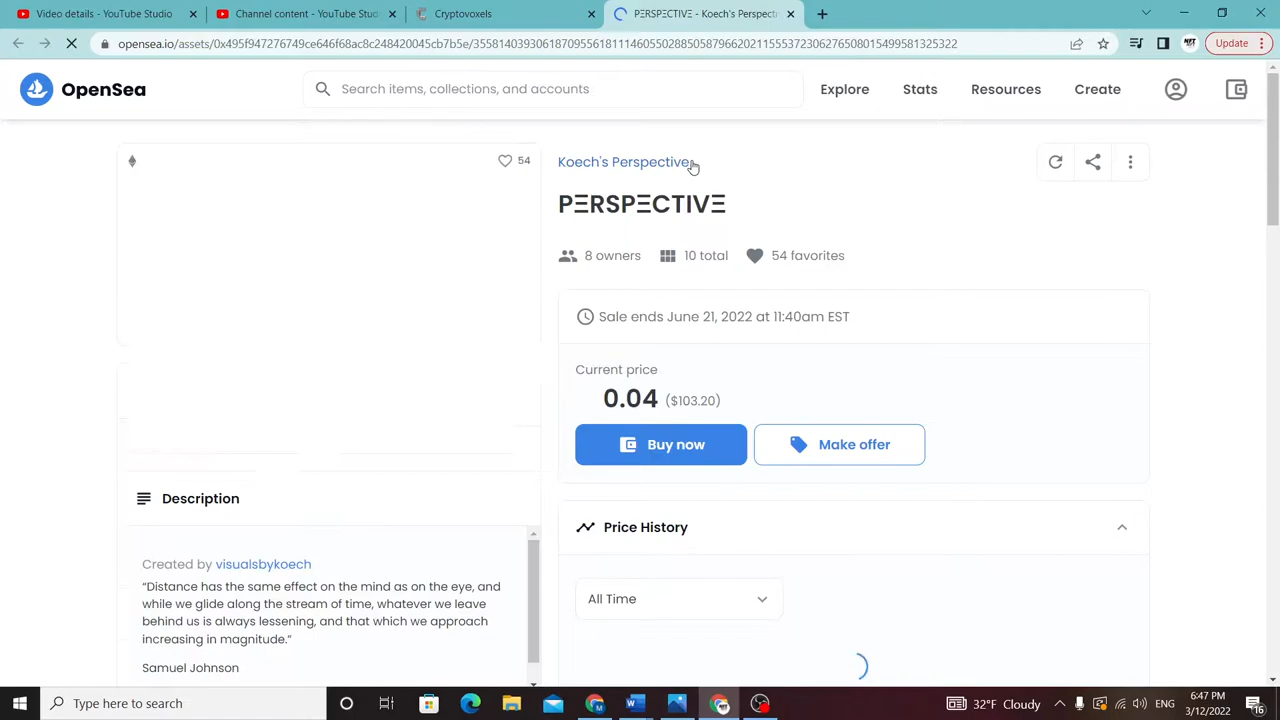 Video details - YouTube Studio
Channel content - YouTube Stud
Cryptovoxels
PΞRSPΞCTIVΞ - Koech's Perspecti
opensea.io/assets/0x495f947276749ce646f68ac8c248420045cb7b5e/35581403930618709556181114605502885058796620211555372306276508015499581325322
Update
OpenSea
Search items, collections, and accounts
Explore
Stats
Resources
Create
54
Koech's Perspective
PΞRSPΞCTIVΞ
8 owners
10 total
54 favorites
Sale ends June 21, 2022 at 11:40am EST
Current price
0.04 ($103.20)
Buy now
Make offer
Description
Price History
Created by visualsbykoech
“Distance has the same effect on the mind as on the eye, and
while we glide along the stream of time, whatever we leave
behind us is always lessening, and that which we approach
increasing in magnitude.”
Samuel Johnson
All Time
Type here to search
32°F Cloudy
ENG
6:47 PM
3/12/2022
16